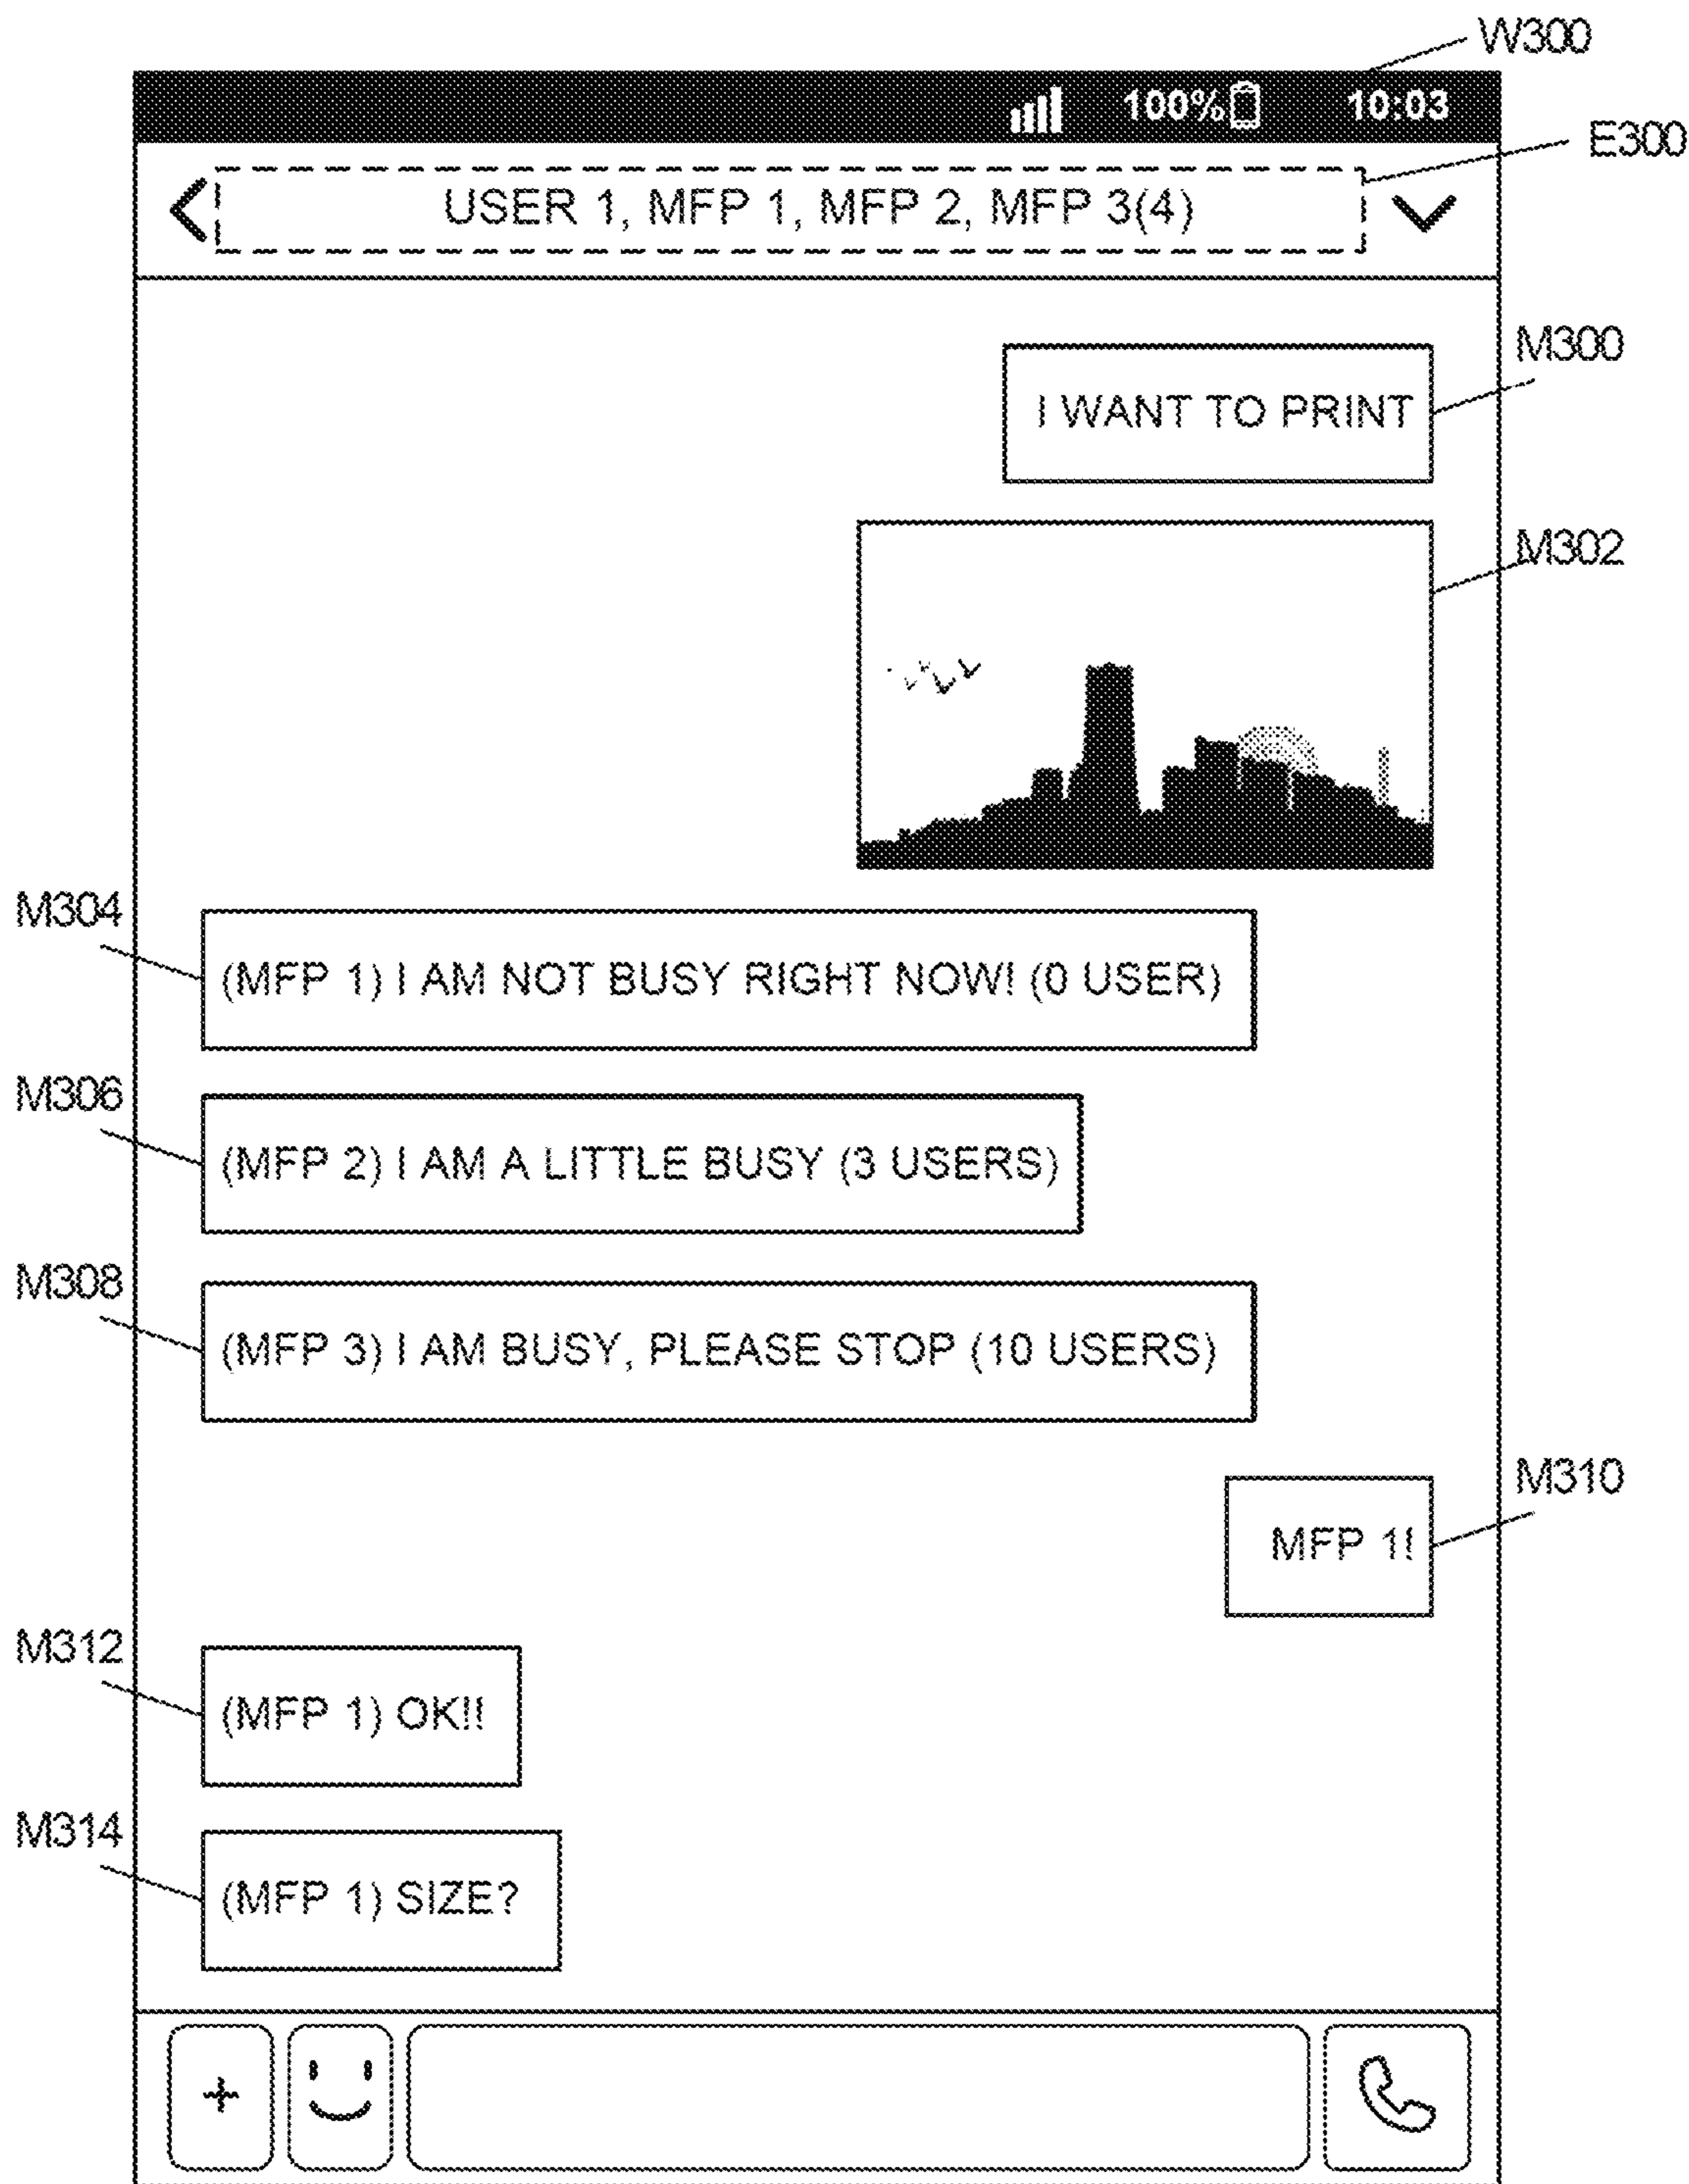 W300
100% 10:03
E300
USER 1, MFP 1, MFP 2, MFP 3(4)
M300
I WANT TO PRINT
M302
M304
(MFP 1) I AM NOT BUSY RIGHT NOW! (0 USER)
M306
(MFP 2) I AM A LITTLE BUSY (3 USERS)
M308
(MFP 3) I AM BUSY, PLEASE STOP (10 USERS)
M310
MFP 1!
M312
(MFP 1) OK!!
M314
(MFP 1) SIZE?
+